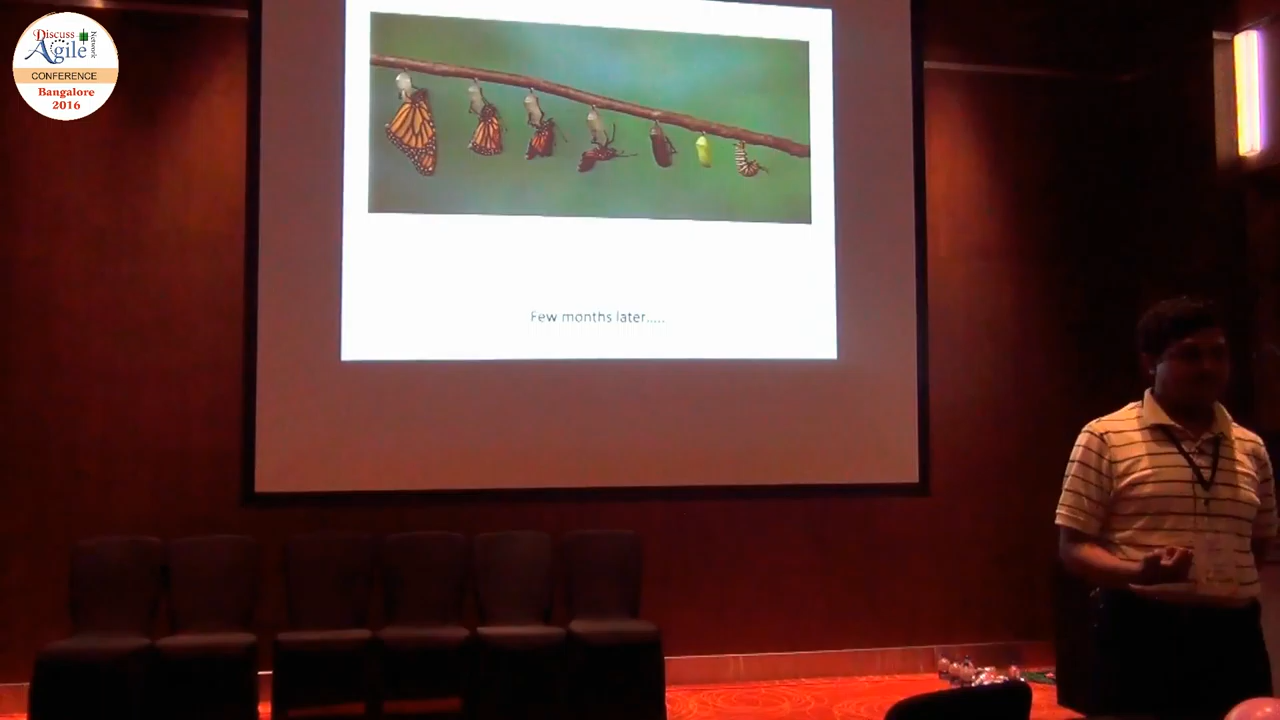 Discuss
Agile
Network
CONFERENCE
Bangalore
2016
Few months later.....